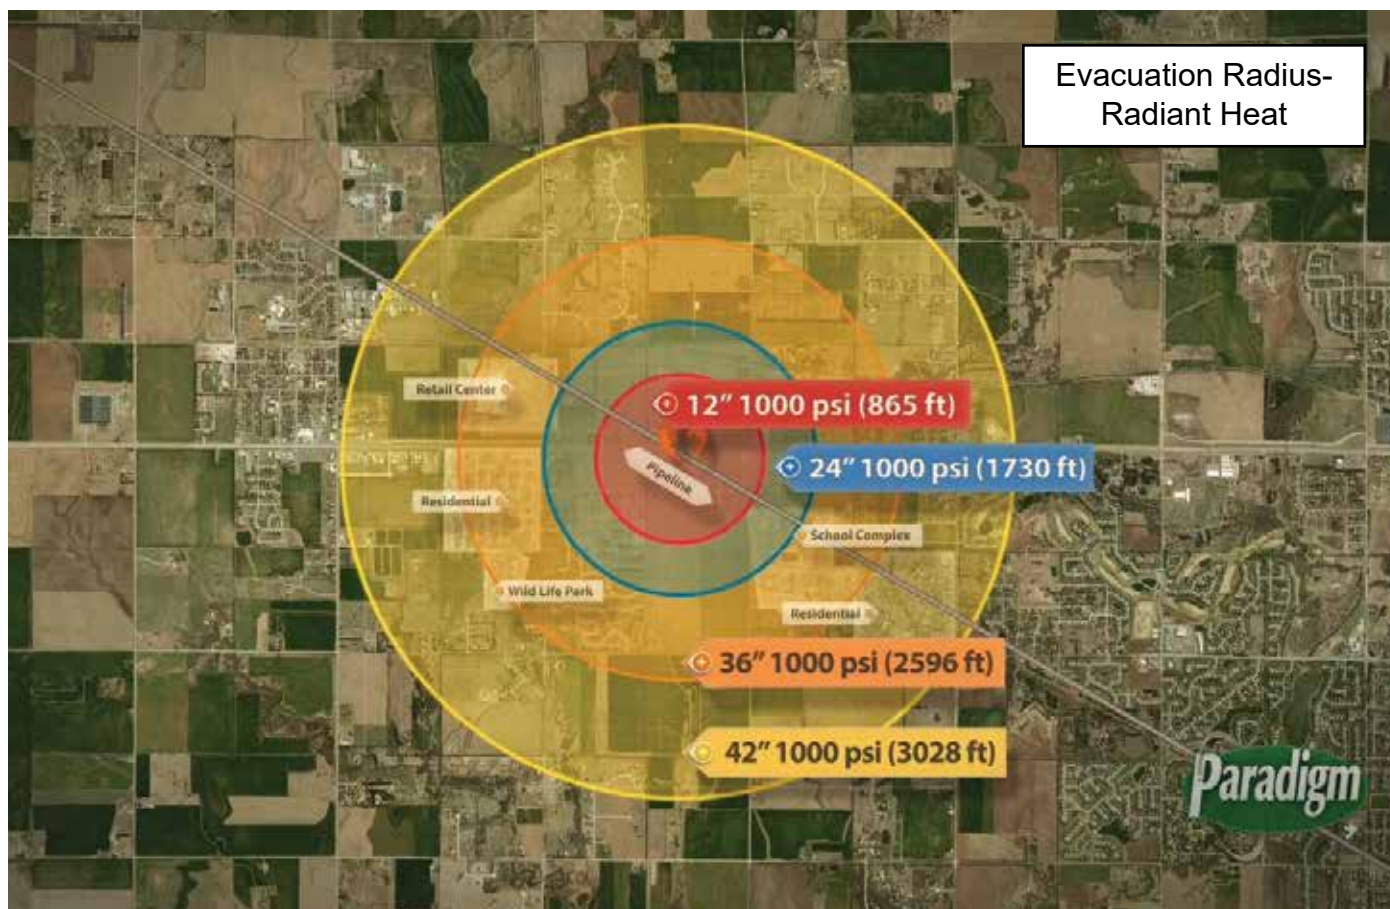 Evacuation Radius-
Radiant Heat
Retail Center
12” 1000 psi (865 ft)
24” 1000 psi (1730 ft)
Pipeline
Residential
School Complex
Wild Life Park
Residential
36” 1000 psi (2596 ft)
42” 1000 psi (3028 ft)
Paradigm